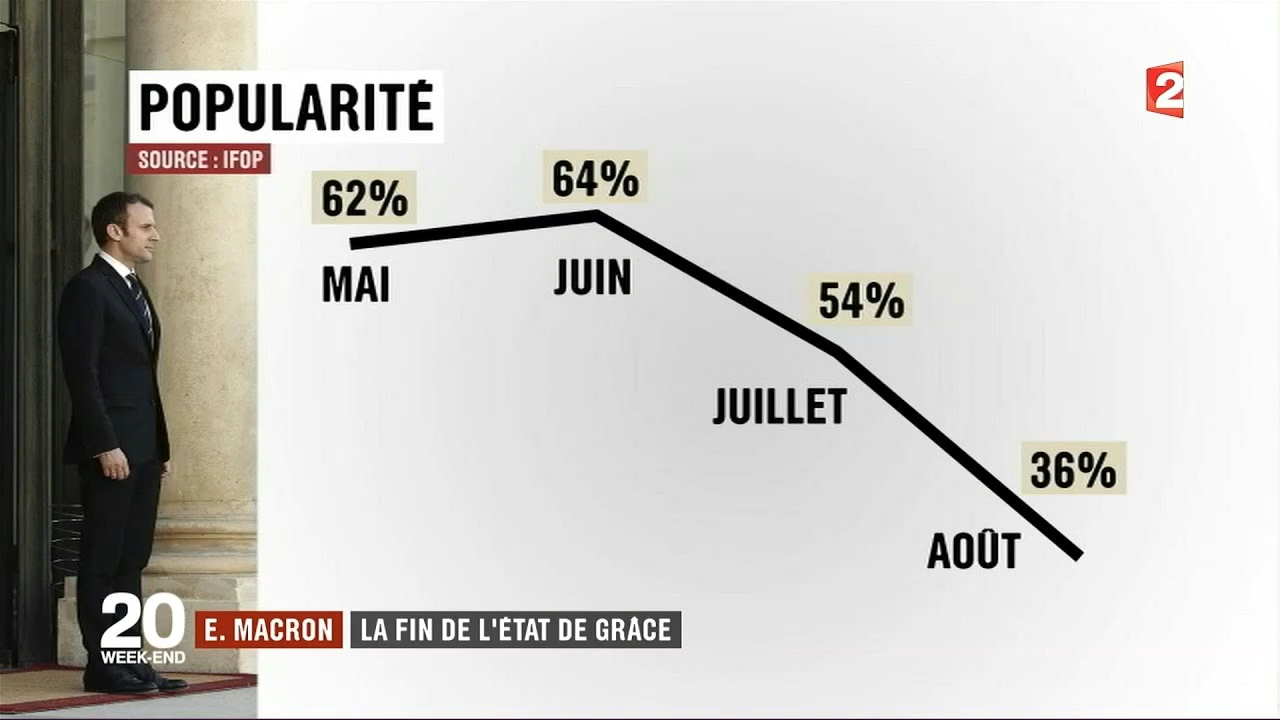 POPULARITÉ
SOURCE : IFOP
2
62%
64%
MAI
JUIN
54%
JUILLET
36%
AOÛT
20
WEEK-END
E. MACRON
LA FIN DE L'ÉTAT DE GRÂCE